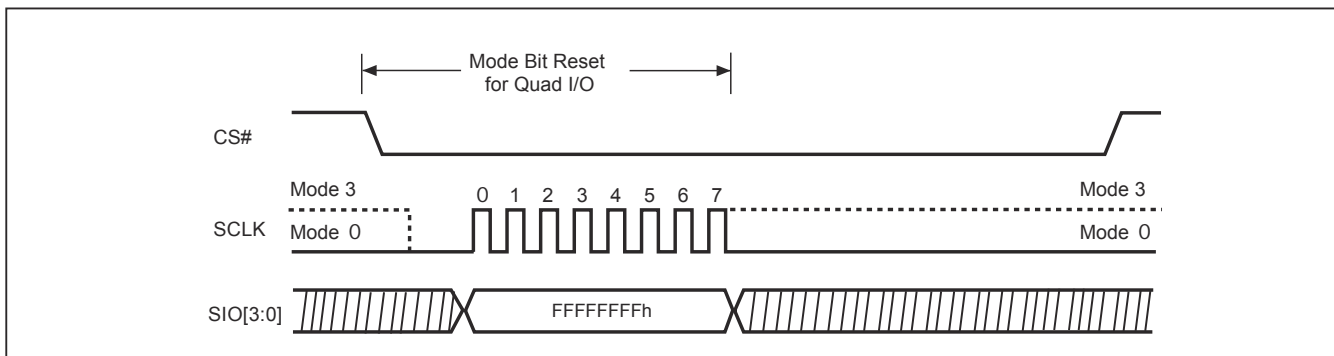 Mode Bit Reset
for Quad I/O
CS#
Mode 3
0 1 2 3 4 5 6 7
Mode 3
SCLK
Mode 0
Mode 0
SIO[3:0]
FFFFFFFFh